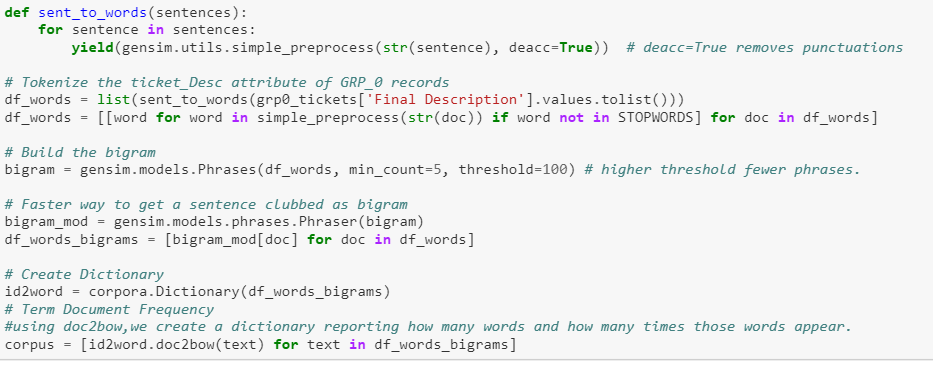 def sent_to_words(sentences):
    for sentence in sentences:
        yield(gensim.utils.simple_preprocess(str(sentence), deacc=True))  # deacc=True removes punctuations
# Tokenize the ticket_Desc attribute of GRP_0 records
df_words = list(sent_to_words(grp0_tickets['Final Description'].values.tolist()))
df_words = [[word for word in simple_preprocess(str(doc)) if word not in STOPWORDS] for doc in df_words]
# Build the bigram
bigram = gensim.models.Phrases(df_words, min_count=5, threshold=100) # higher threshold fewer phrases.
# Faster way to get a sentence clubbed as bigram
bigram_mod = gensim.models.phrases.Phraser(bigram)
df_words_bigrams = [bigram_mod[doc] for doc in df_words]
# Create Dictionary
id2word = corpora.Dictionary(df_words_bigrams)
# Term Document Frequency
#using doc2bow,we create a dictionary reporting how many words and how many times those words appear.
corpus = [id2word.doc2bow(text) for text in df_words_bigrams]